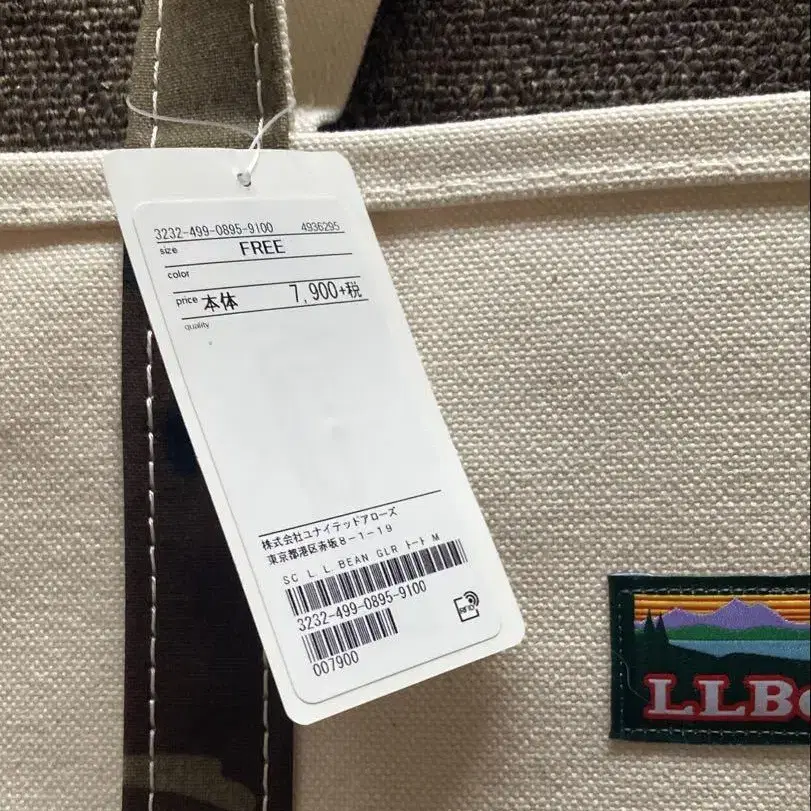 3232-499-0895-9100 4936295
size FREE
color
price 本体 7,900+税
quality
株式会社ユナイテッドアローズ
東京都港区赤坂8-1-19
SC L.L.BEAN GLR トート M
3232-499-0895-9100
007900
LLBe